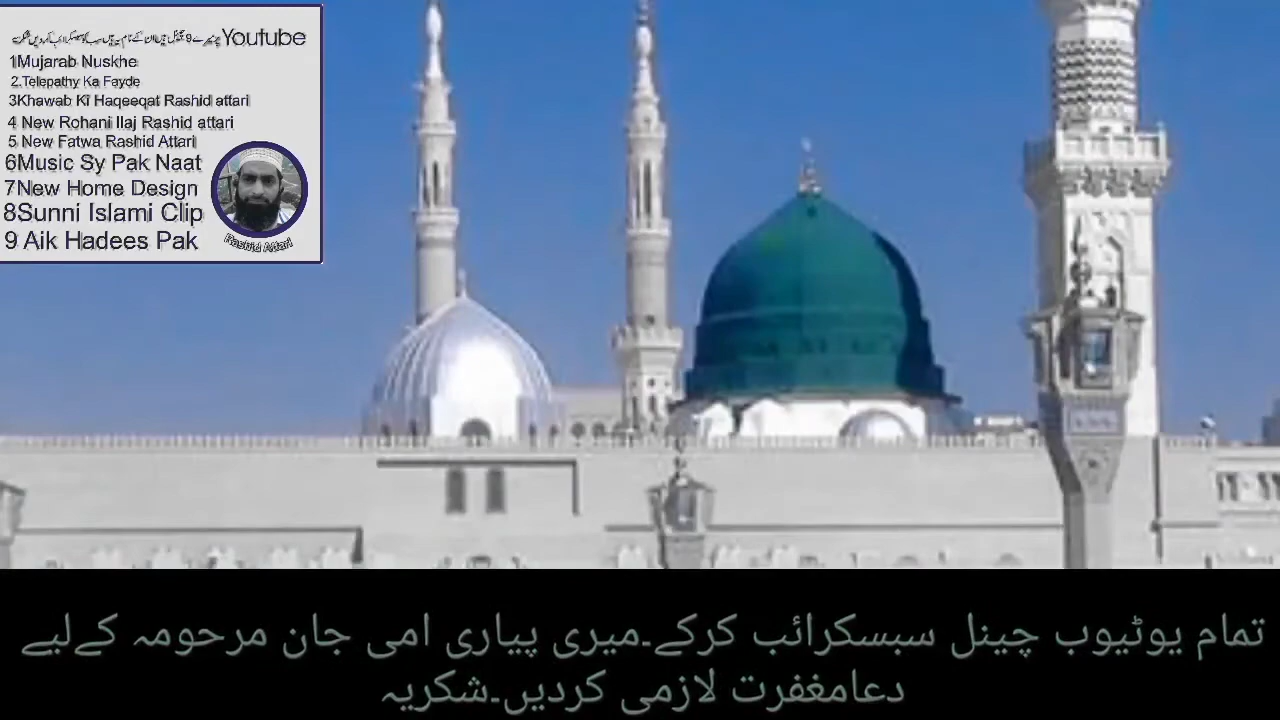 Youtube
1Mujarab Nuskhe
2.Telepathy Ka Fayde
3Khawab Ki Haqeeqat Rashid attari
4 New Rohani Ilaj Rashid attari
5 New Fatwa Rashid Attari
6Music Sy Pak Naat
7New Home Design
8Sunni Islami Clip
9 Aik Hadees Pak
Rashid Attari
تمام یوٹیوب چینل سبسکرائب کرکے۔میری پیاری امی جان مرحومہ کےلیے
دعامغفرت لازمی کردیں۔شکریہ